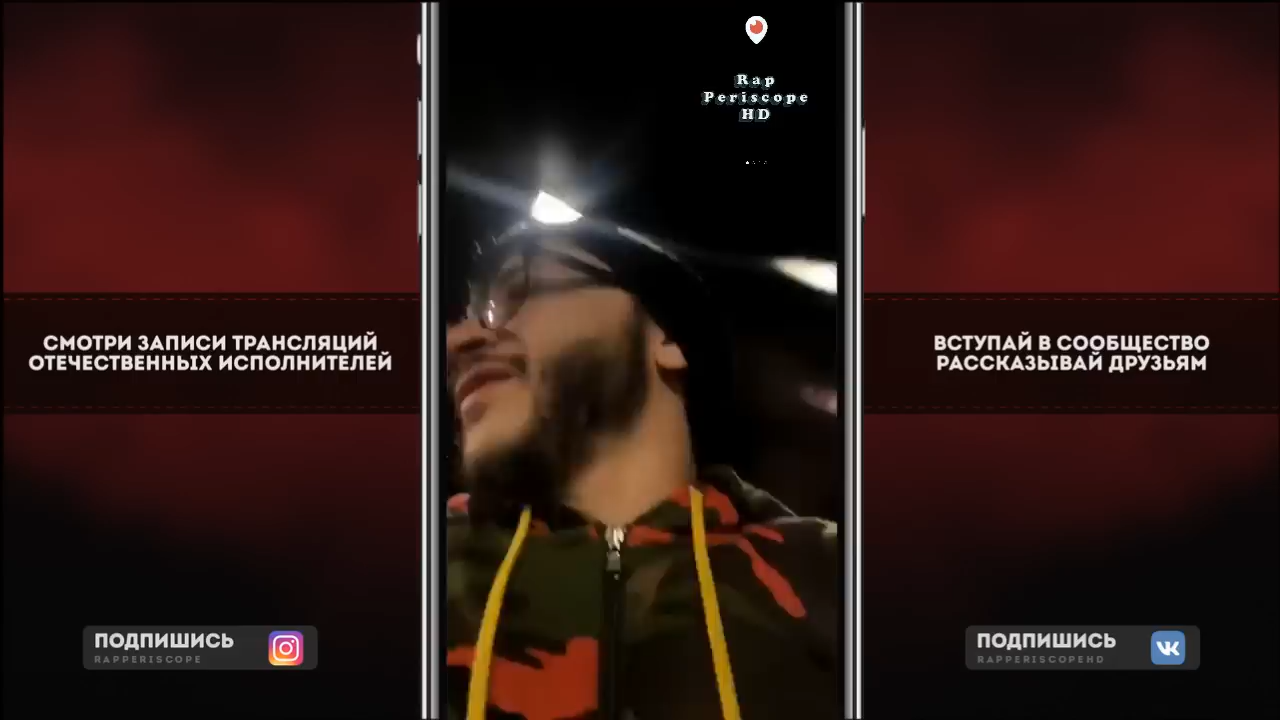 Rap
Periscope
HD
СМОТРИ ЗАПИСИ ТРАНСЛЯЦИЙ
ОТЕЧЕСТВЕННЫХ ИСПОЛНИТЕЛЕЙ
ВСТУПАЙ В СООБЩЕСТВО
РАССКАЗЫВАЙ ДРУЗЬЯМ
ПОДПИШИСЬ
RAPPERISCOPE
ПОДПИШИСЬ
RAPPERISCOPEHD